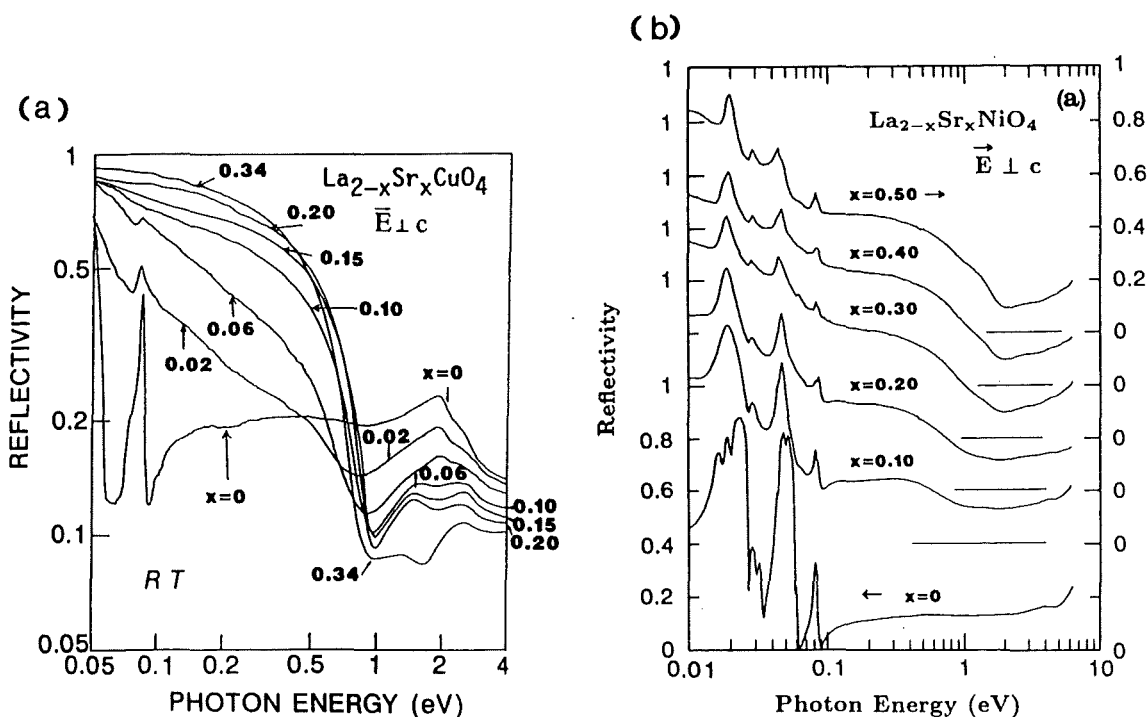 (a)
La2-xSrxCuO4
E ⊥ c
REFLECTIVITY
1
0.5
0.2
0.1
0.05
0.34
0.20
0.15
0.10
0.06
0.02
x=0
x=0
0.02
0.06
0.10
0.15
0.20
0.34
RT
0.05
0.1
0.2
0.5
1
2
4
PHOTON ENERGY (eV)
(b)
(a)
La2-xSrxNiO4
E ⊥ c
Reflectivity
1
1
1
1
1
1
0.8
0.6
0.4
0.2
0
1
0.8
0.6
0.4
0.2
0
0
0
0
0
x=0.50 →
x=0.40
x=0.30
x=0.20
x=0.10
← x=0
0.01
0.1
1
10
Photon Energy (eV)